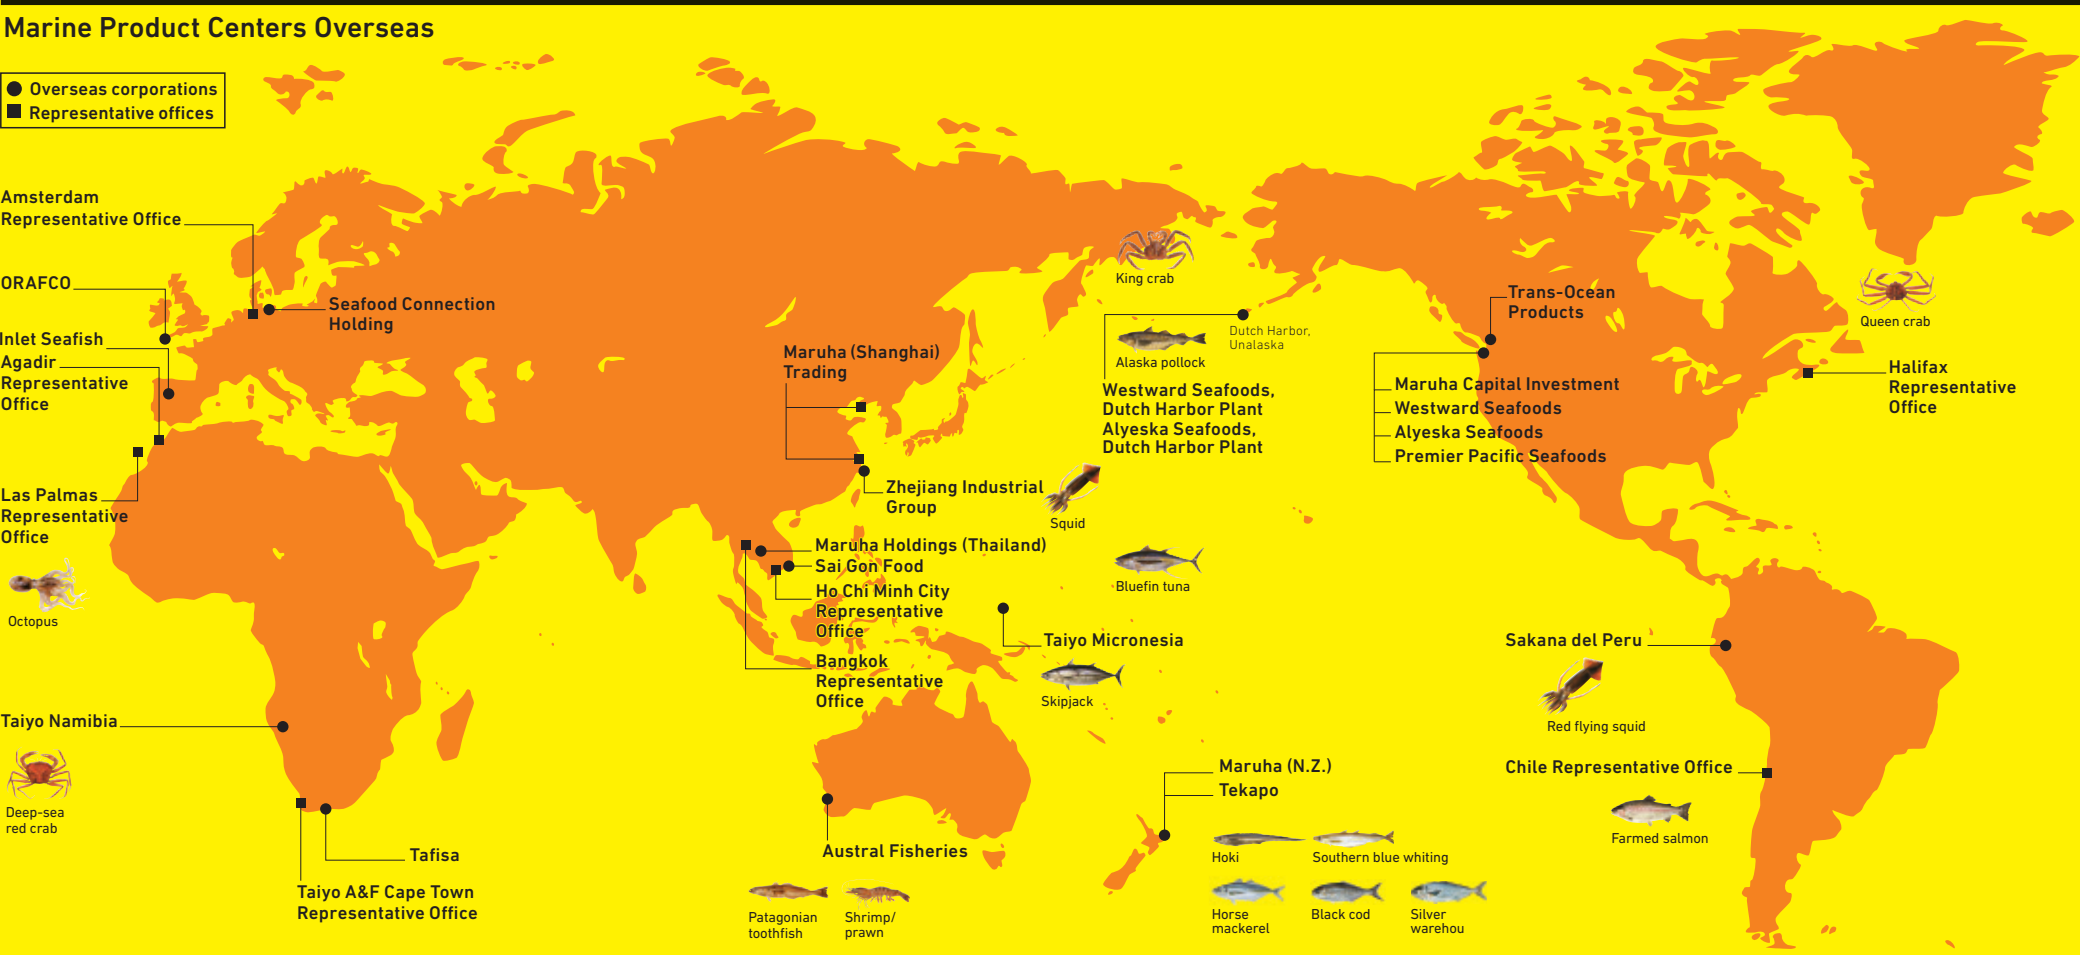 Marine Product Centers Overseas
Overseas corporations
Representative offices
Amsterdam
Representative Office
ORAFCO
Inlet Seafish
Agadir
Representative
Office
Las Palmas
Representative
Office
Octopus
Taiyo Namibia
Deep-sea
red crab
Seafood Connection
Holding
Tafisa
Taiyo A&F Cape Town
Representative Office
Maruha (Shanghai)
Trading
Zhejiang Industrial
Group
Squid
Maruha Holdings (Thailand)
Sai Gon Food
Ho Chi Minh City
Representative
Office
Bangkok
Representative
Office
Bluefin tuna
Taiyo Micronesia
Skipjack
Austral Fisheries
Patagonian
toothfish
Shrimp/
prawn
Maruha (N.Z.)
Tekapo
Hoki
Southern blue whiting
Horse
mackerel
Black cod
Silver
warehou
King crab
Alaska pollock
Dutch Harbor,
Unalaska
Westward Seafoods,
Dutch Harbor Plant
Alyeska Seafoods,
Dutch Harbor Plant
Trans-Ocean
Products
Maruha Capital Investment
Westward Seafoods
Alyeska Seafoods
Premier Pacific Seafoods
Queen crab
Halifax
Representative
Office
Sakana del Peru
Red flying squid
Chile Representative Office
Farmed salmon